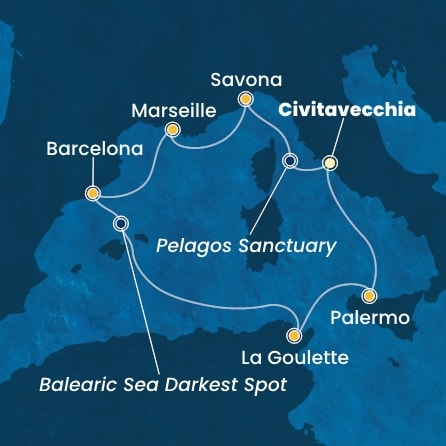 Savona
Marseille
Civitavecchia
Barcelona
Pelagos Sanctuary
Palermo
La Goulette
Balearic Sea Darkest Spot